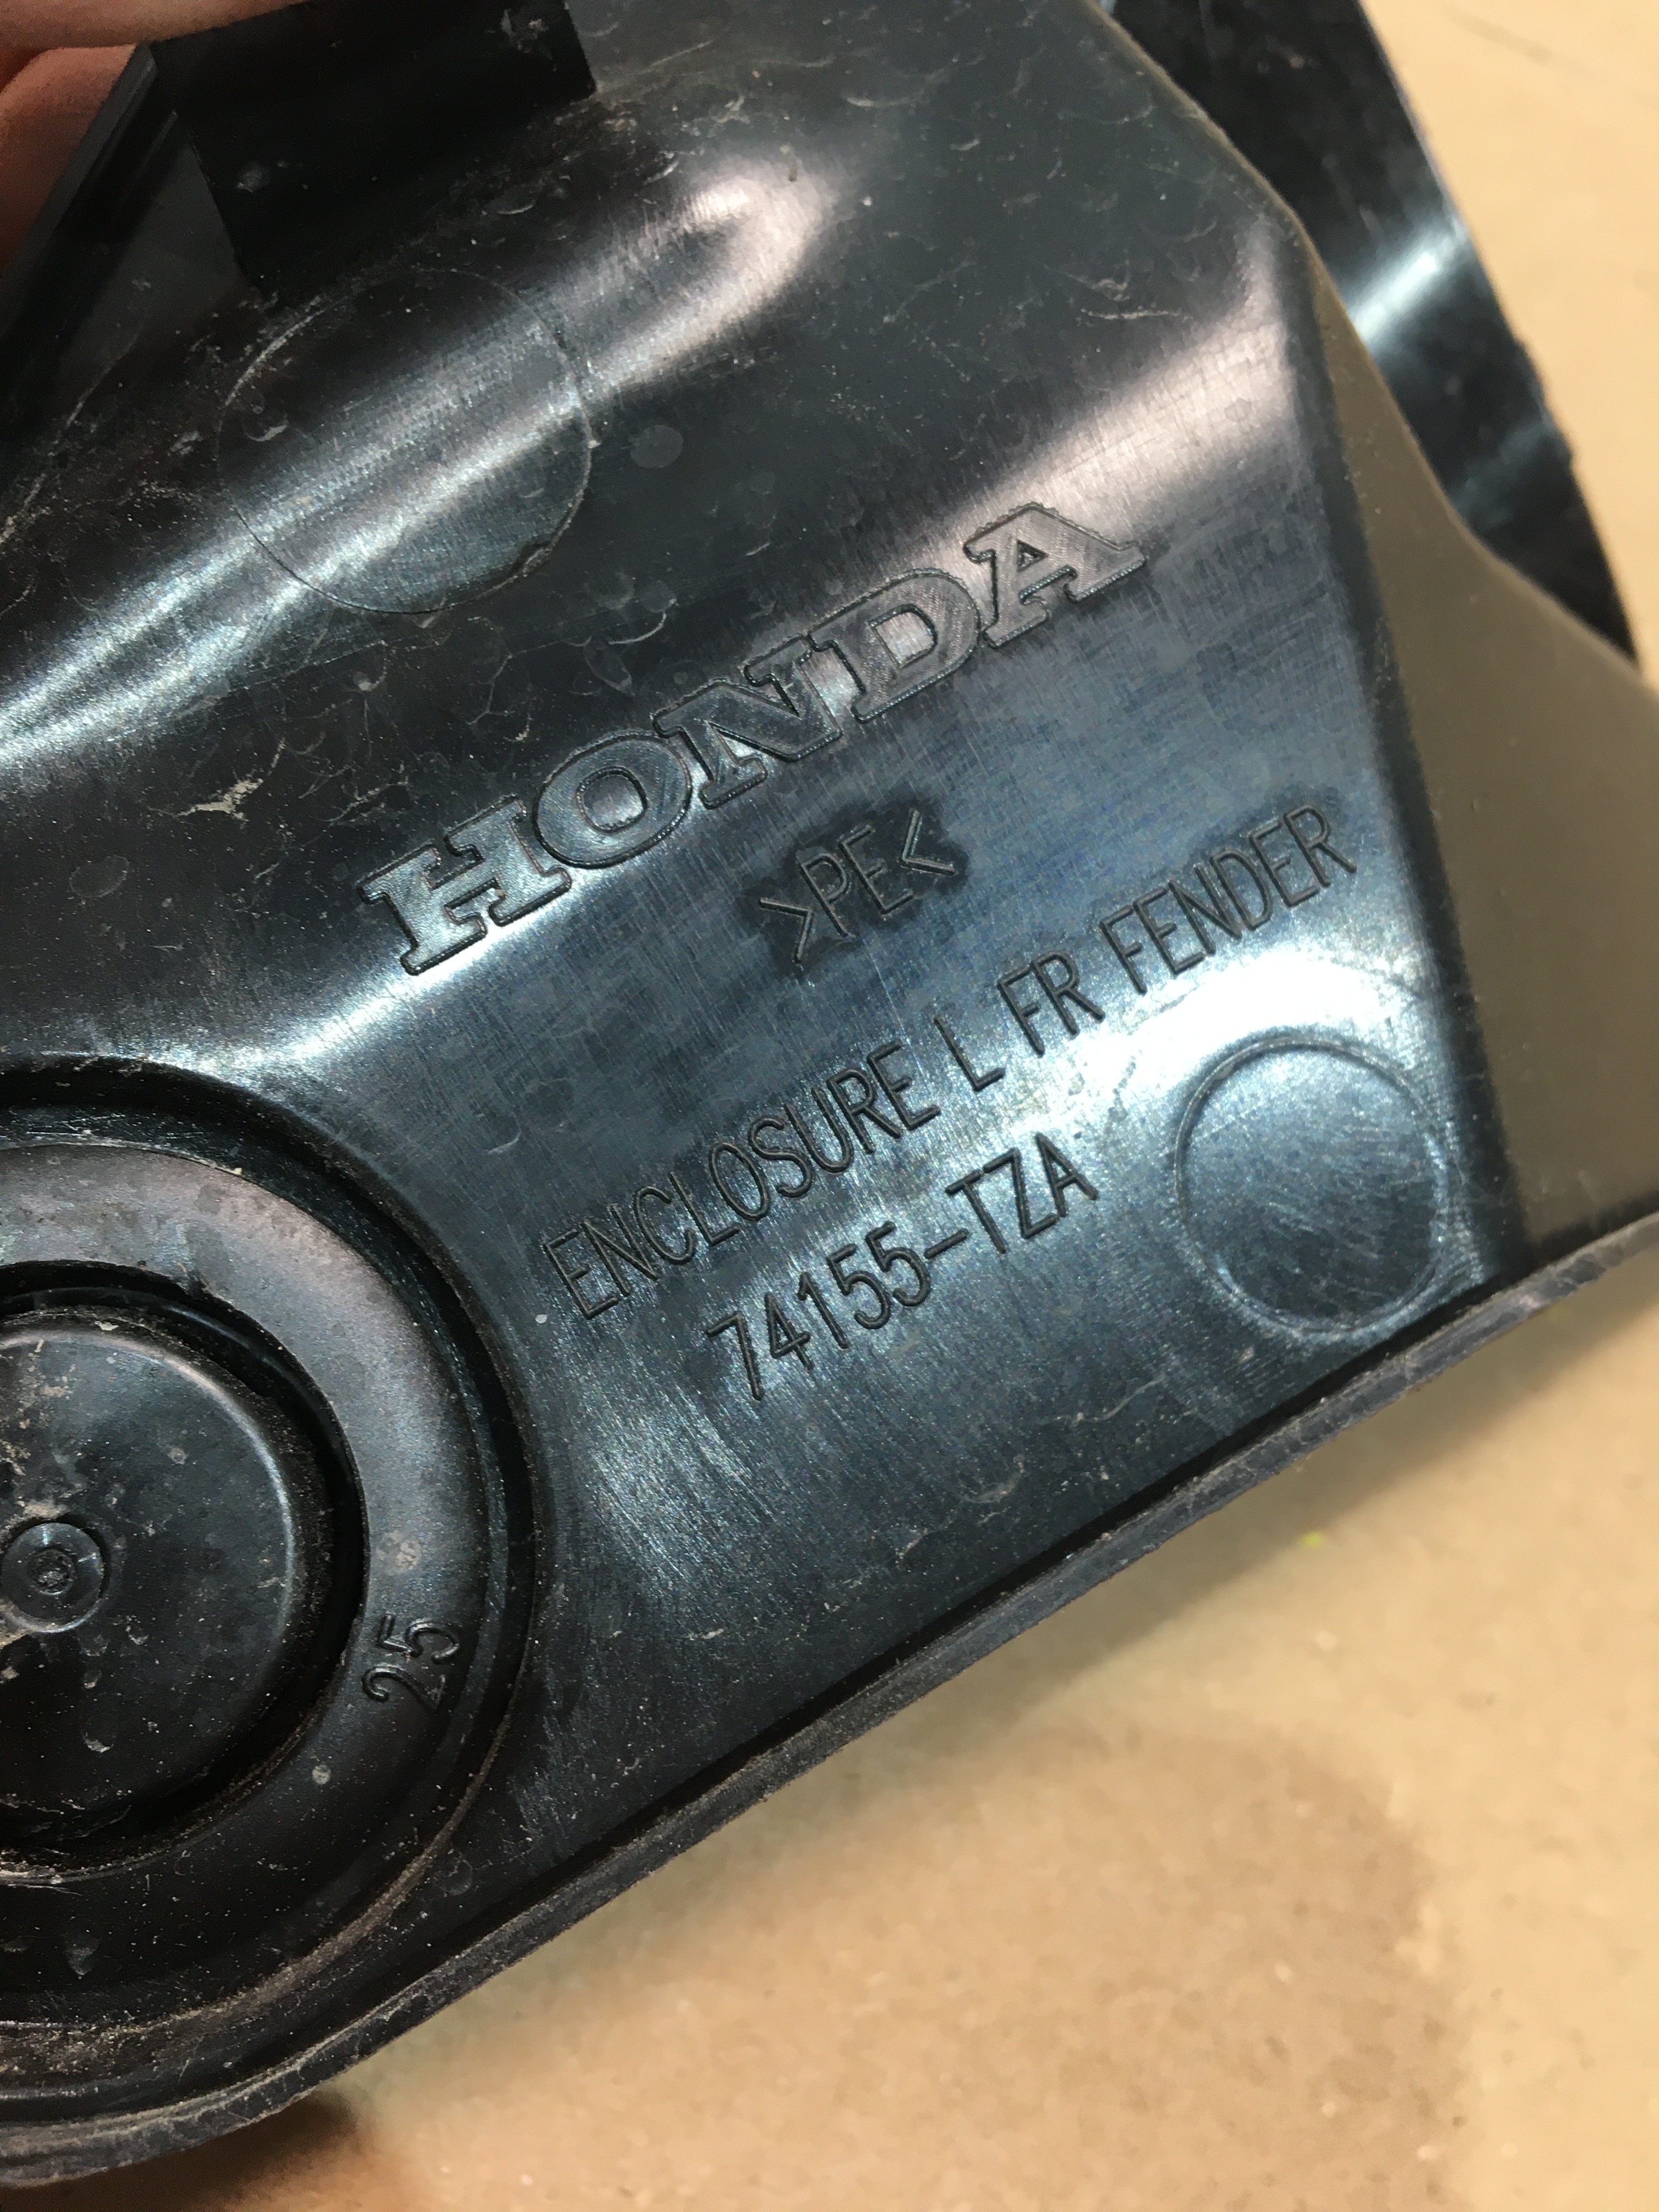 HONDA
>PE<
ENCLOSURE L FR FENDER
74155-TZA
25